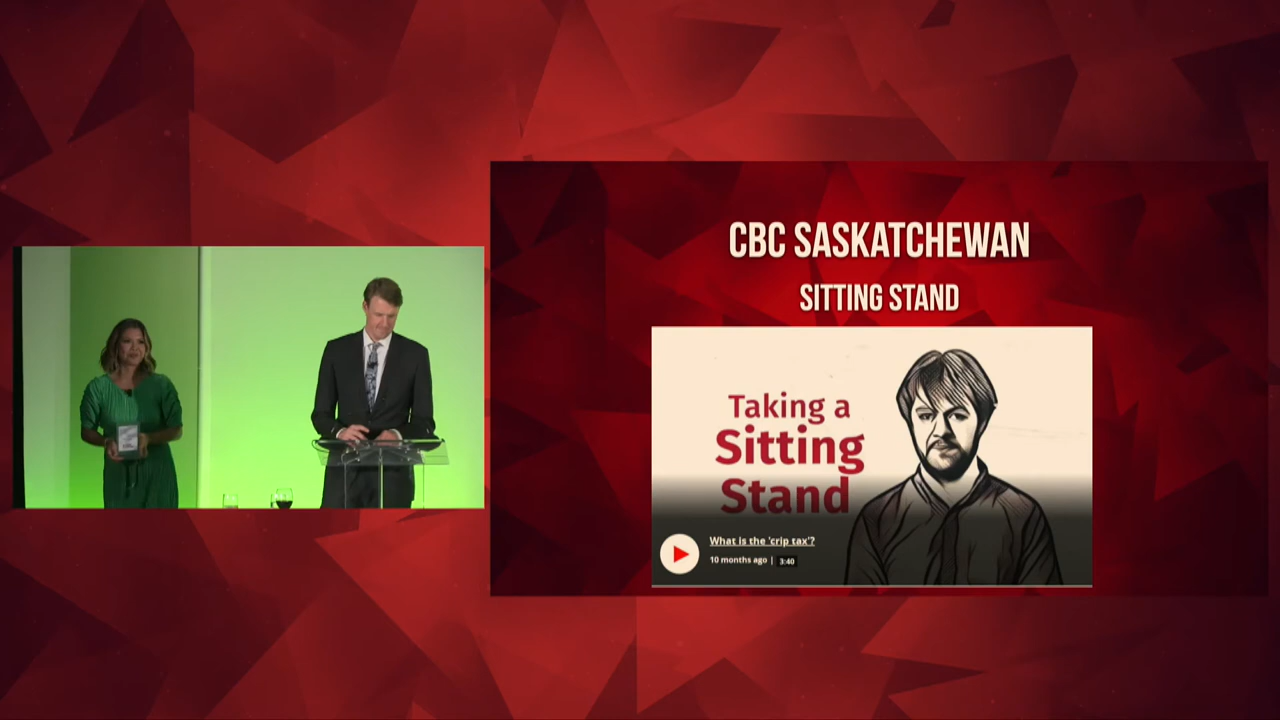 CBC SASKATCHEWAN
SITTING STAND
Taking a
Sitting
Stand
What is the 'crip tax'?
10 months ago | 3:40